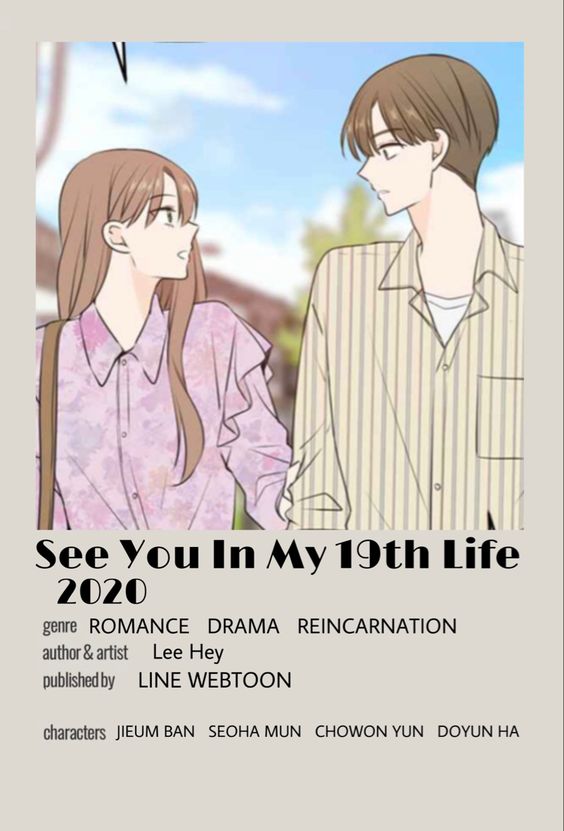 See You In My 19th Life
2020
genre ROMANCE DRAMA REINCARNATION
author & artist Lee Hey
published by LINE WEBTOON
characters JIEUM BAN SEOHA MUN CHOWON YUN DOYUN HA